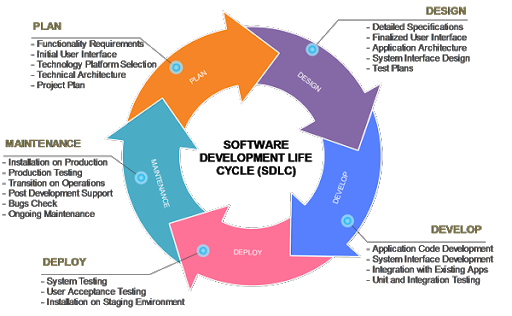 PLAN
- Functionality Requirements
- Initial User Interface
- Technology Platform Selection
- Technical Architecture
- Project Plan
DESIGN
- Detailed Specifications
- Finalized User Interface
- Application Architecture
- System Interface Design
- Test Plans
PLAN
DESIGN
SOFTWARE
DEVELOPMENT LIFE
CYCLE (SDLC)
MAINTENANCE
- Installation on Production
- Production Testing
- Transition on Operations
- Post Development Support
- Bugs Check
- Ongoing Maintenance
MAINTENANCE
DEVELOP
DEPLOY
DEVELOP
- Application Code Development
- System Interface Development
- Integration with Existing Apps
- Unit and Integration Testing
DEPLOY
- System Testing
- User Acceptance Testing
- Installation on Staging Environment